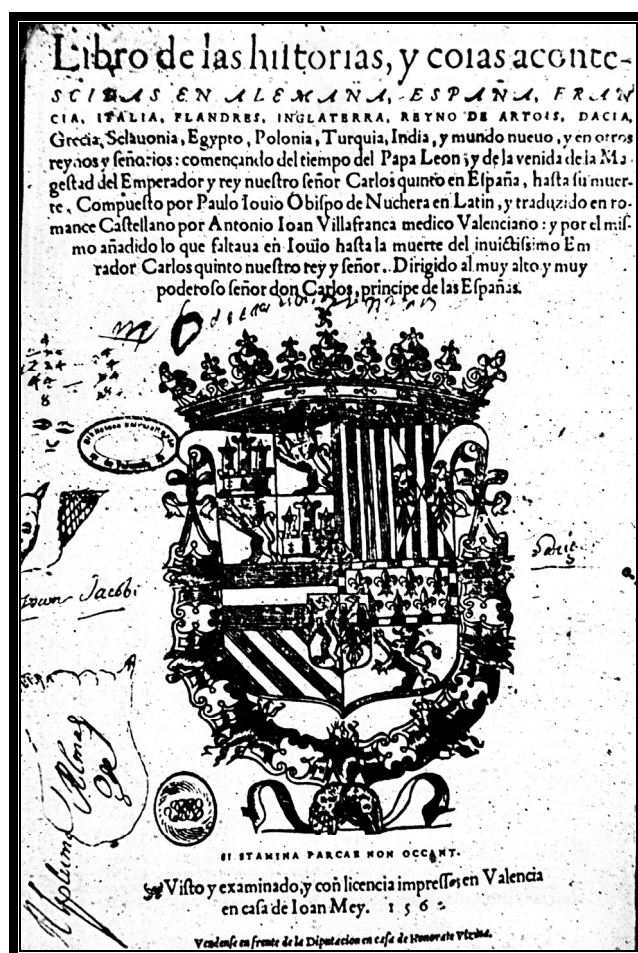 Libro de las historias, y cosas aconte-
SCIDAS EN ALEMAÑA, ESPAÑA, FRAN
CIA, ITALIA, FLANDRES, INGLATERRA, REYNO DE ARTOIS, DACIA,
Grecia, Sclauonia, Egypto, Polonia, Turquia, India, y mundo nueuo, y en otros
reynos y señorios: començando del tiempo del Papa Leon, y de la venida de la Ma
gestad del Emperador y rey nuestro señor Carlos quinto en España, hasta su muer-
te. Compuesto por Paulo Iouio Obispo de Nuchera en Latin, y traduzido en ro-
mance Castellano por Antonio Ioan Villafranca medico Valenciano: y por el mis-
mo añadido lo que faltaua en Iouio hasta la muerte del inuictissimo Em
rador Carlos quinto nuestro rey y señor. Dirigido al muy alto y muy
poderoso señor don Carlos, principe de las Españas.
Jacobi
SI STAMINA PARCAE NON OCCANT.
Visto y examinado, y con licencia impresso, en Valencia
en casa de Ioan Mey. 156
Vendense en frente de la Diputacion en casa de Honorato Vizina.